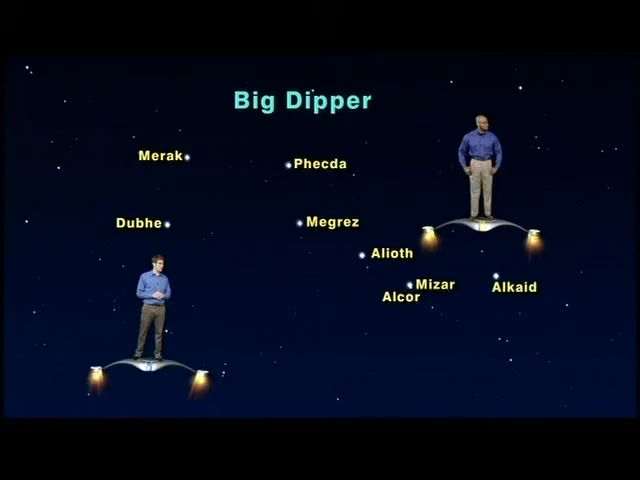 Big Dipper
Merak
Phecda
Dubhe
Megrez
Alioth
Mizar
Alcor
Alkaid